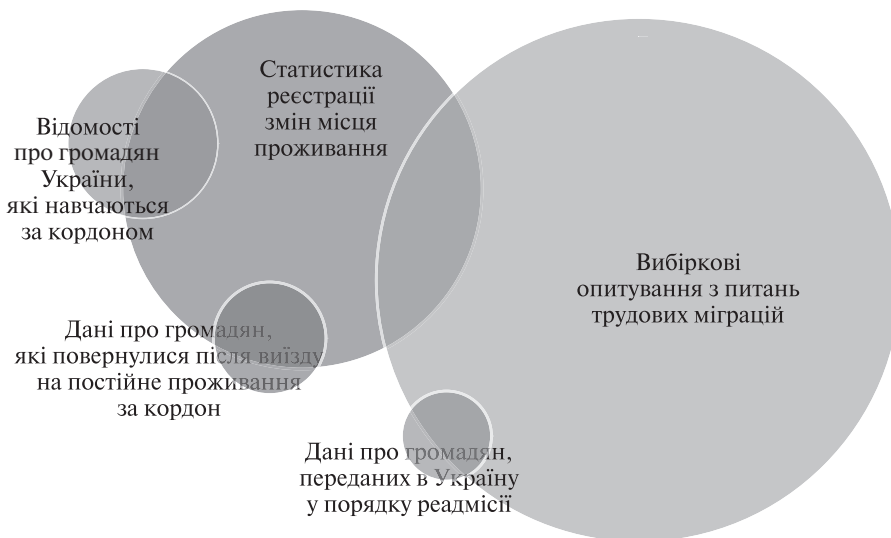 Статистика
реєстрації
змін місця
проживання
Відомості
про громадян
України,
які навчаються
за кордоном
Вибіркові
опитування з питань
трудових міграцій
Дані про громадян,
які повернулися після виїзду
на постійне проживання
за кордон
Дані про громадян,
переданих в Україну
у порядку реадмісії